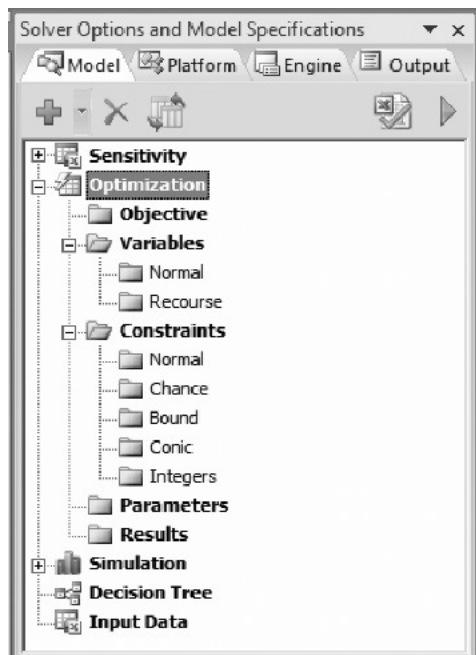 Solver Options and Model Specifications
Model Platform Engine Output
Sensitivity
Optimization
Objective
Variables
Normal
Recourse
Constraints
Normal
Chance
Bound
Conic
Integers
Parameters
Results
Simulation
Decision Tree
Input Data